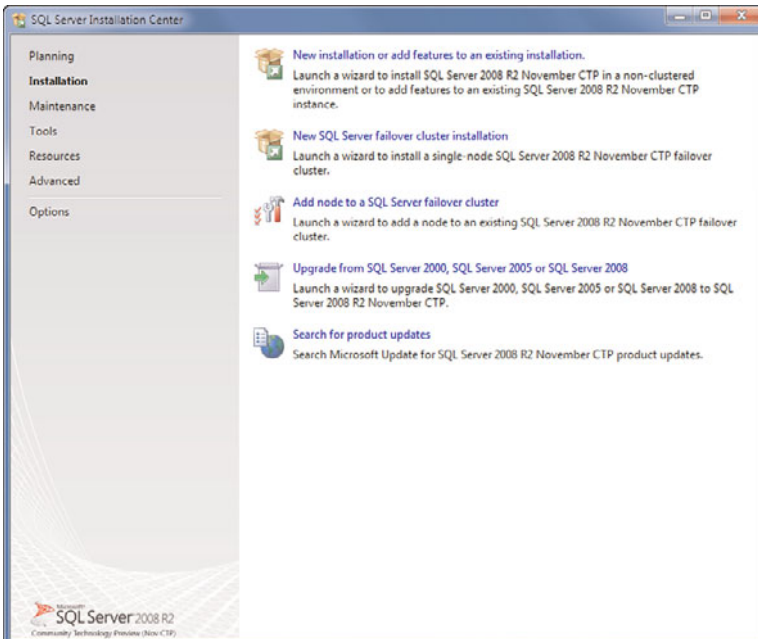 SQL Server Installation Center
Planning
Installation
Maintenance
Tools
Resources
Advanced
Options
New installation or add features to an existing installation.
Launch a wizard to install SQL Server 2008 R2 November CTP in a non-clustered
environment or to add features to an existing SQL Server 2008 R2 November CTP
instance.
New SQL Server failover cluster installation
Launch a wizard to install a single-node SQL Server 2008 R2 November CTP failover
cluster.
Add node to a SQL Server failover cluster
Launch a wizard to add a node to an existing SQL Server 2008 R2 November CTP failover
cluster.
Upgrade from SQL Server 2000, SQL Server 2005 or SQL Server 2008
Launch a wizard to upgrade SQL Server 2000, SQL Server 2005 or SQL Server 2008 to SQL
Server 2008 R2 November CTP.
Search for product updates
Search Microsoft Update for SQL Server 2008 R2 November CTP product updates.
Microsoft
SQL Server 2008 R2
Community Technology Preview (Nov CTP)